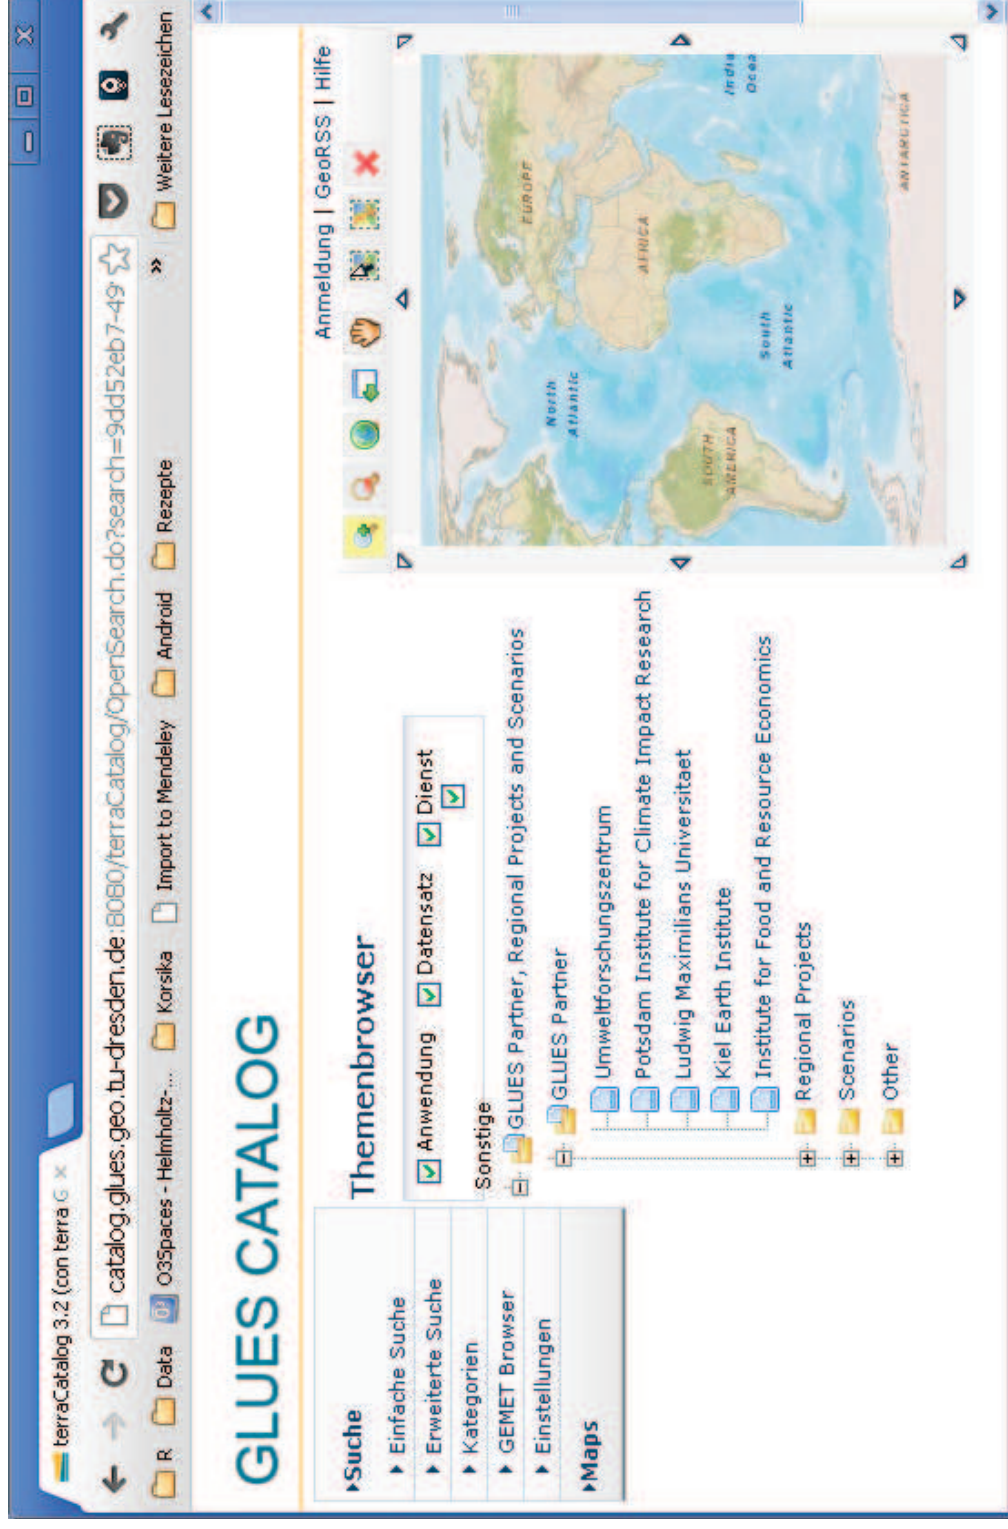 terraCatalog 3.2 (con terra G
catalog.glues.geo.tu-dresden.de:8080/terraCatalog/OpenSearch.do?search=9dd52eb7-49
R Data O3Spaces - Helmholtz-... Korsika Import to Mendeley Android Rezepte » Weitere Lesezeichen
GLUES CATALOG
Anmeldung | GeoRSS | Hilfe
Suche
Einfache Suche
Erweiterte Suche
Kategorien
GEMET Browser
Einstellungen
Maps
Themenbrowser
Anwendung Datensatz Dienst
Sonstige
GLUES Partner, Regional Projects and Scenarios
GLUES Partner
Umweltforschungszentrum
Potsdam Institute for Climate Impact Research
Ludwig Maximilians Universitaet
Kiel Earth Institute
Institute for Food and Resource Economics
Regional Projects
Scenarios
Other
EUROPE
North
Atlantic
AFRICA
SOUTH
AMERICA
South
Atlantic
India
Ocea
ANTARCTICA